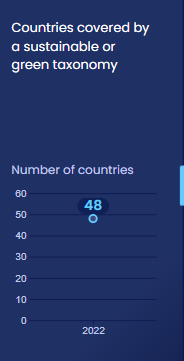 Countries covered by
a sustainable or
green taxonomy
Number of countries
60
48
50
40
30
20
10
0
2022